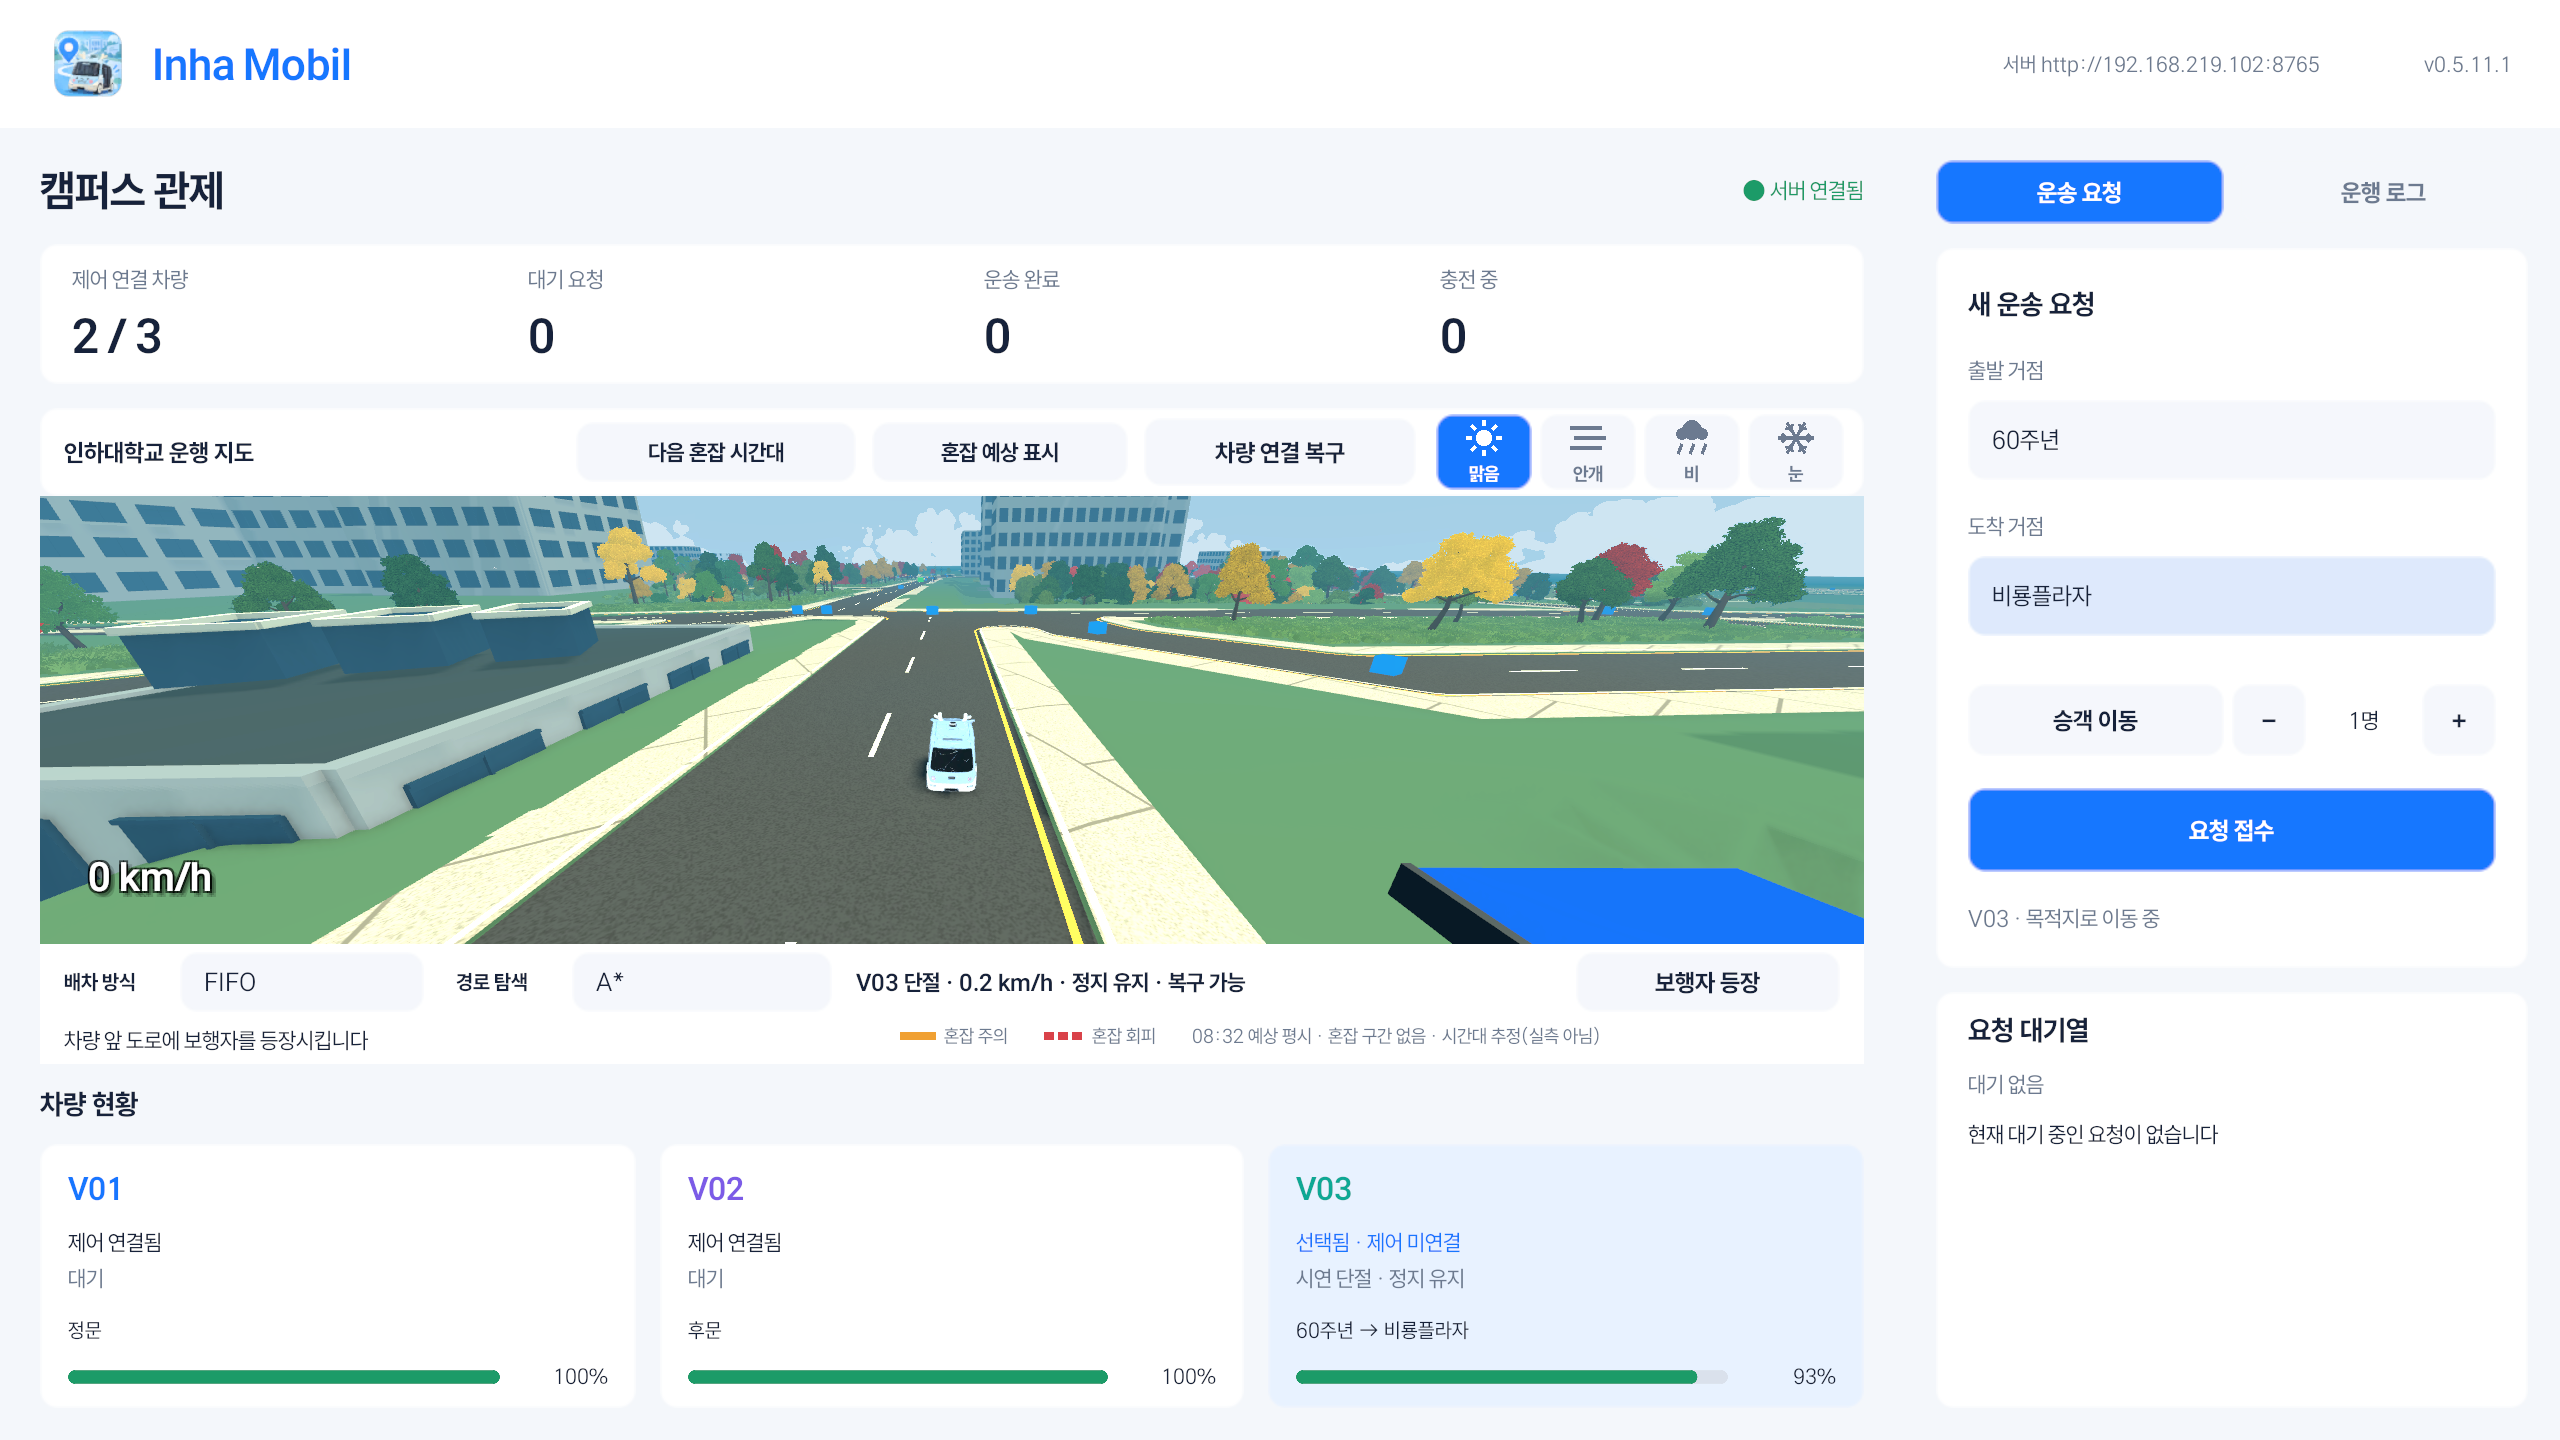 Inha Mobil
서버 http://192.168.219.102:8765
v0.5.11.1
캠퍼스 관제
서버 연결됨
제어 연결 차량
2 / 3
대기 요청
0
운송 완료
0
충전 중
0
인하대학교 운행 지도
다음 혼잡 시간대
혼잡 예상 표시
차량 연결 복구
맑음
안개
비
눈
0 km/h
배차 방식
FIFO
경로 탐색
A*
V03 단절 · 0.2 km/h · 정지 유지 · 복구 가능
보행자 등장
차량 앞 도로에 보행자를 등장시킵니다
혼잡 주의
혼잡 회피
08:32 예상 평시 · 혼잡 구간 없음 · 시간대 추정(실측 아님)
차량 현황
V01
제어 연결됨
대기
정문
100%
V02
제어 연결됨
대기
후문
100%
V03
선택됨 · 제어 미연결
시연 단절 · 정지 유지
60주년 → 비룡플라자
93%
운송 요청
운행 로그
새 운송 요청
출발 거점
60주년
도착 거점
비룡플라자
승객 이동
−
1명
+
요청 접수
V03 · 목적지로 이동 중
요청 대기열
대기 없음
현재 대기 중인 요청이 없습니다